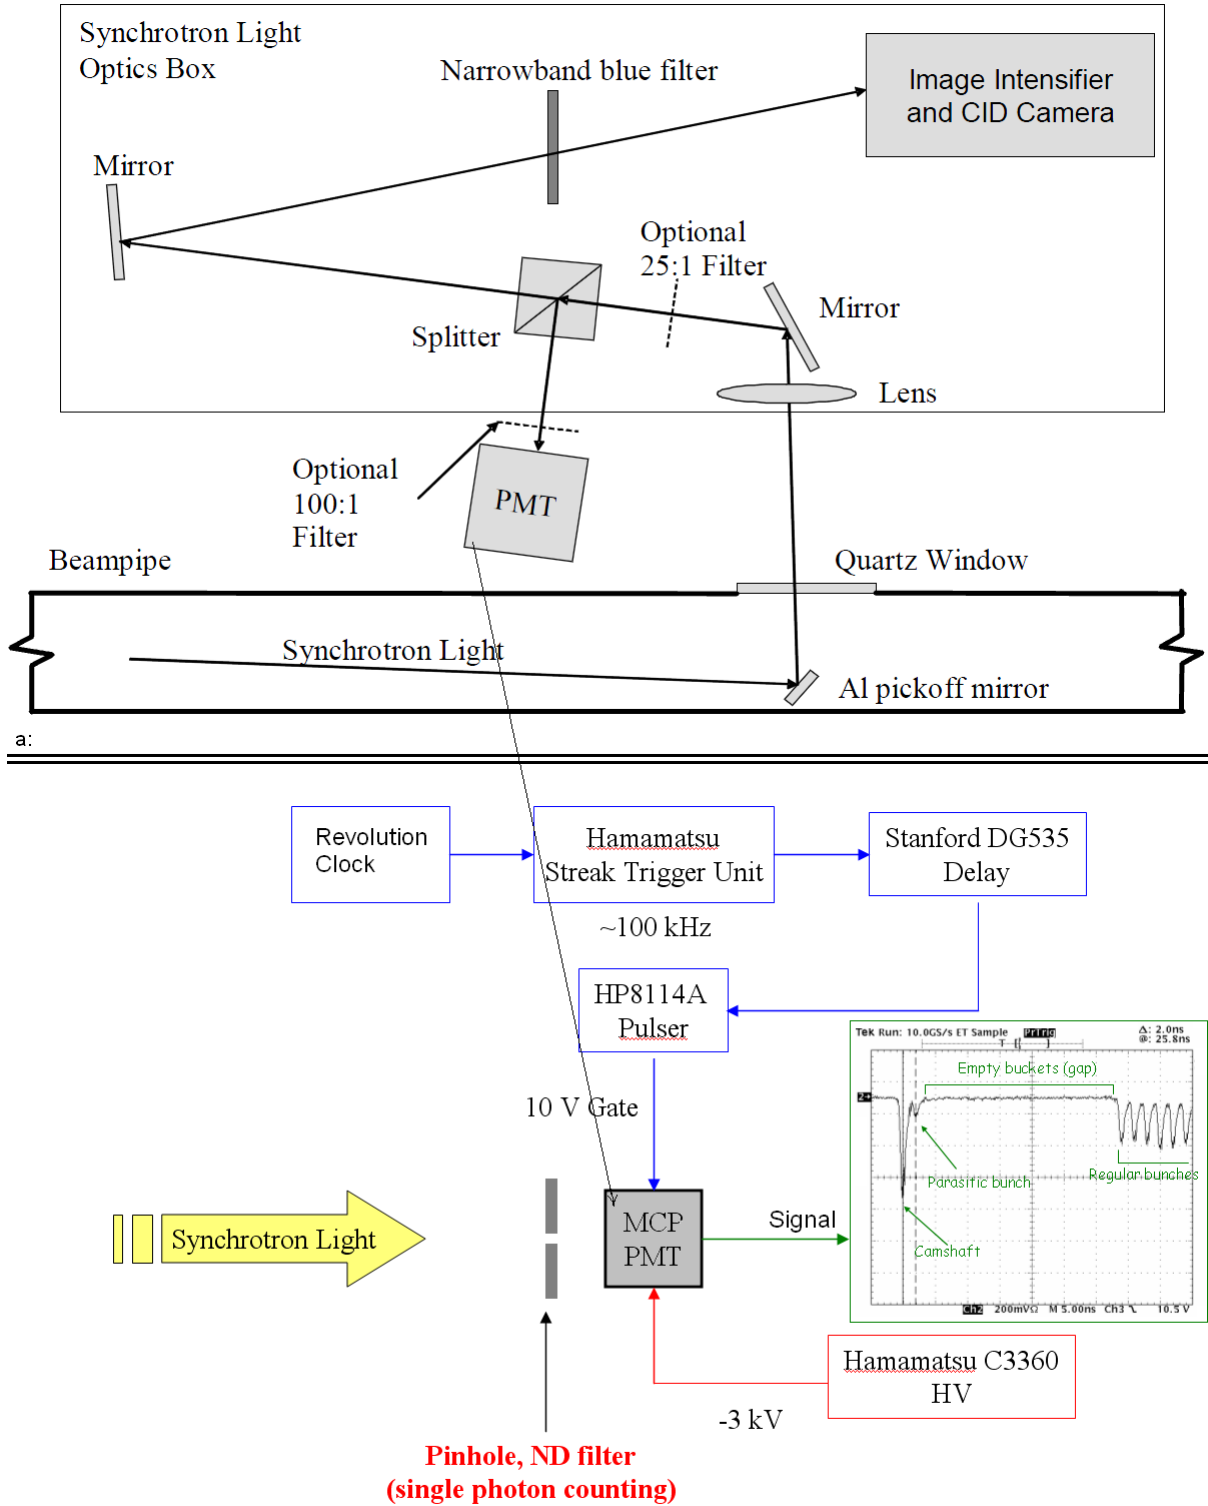 Synchrotron Light
Optics Box
Narrowband blue filter
Image Intensifier
and CID Camera
Mirror
Optional
25:1 Filter
Mirror
Splitter
Lens
Optional
100:1
Filter
PMT
Beampipe
Quartz Window
Synchrotron Light
Al pickoff mirror
a:
Revolution
Clock
Hamamatsu
Streak Trigger Unit
Stanford DG535
Delay
~100 kHz
HP8114A
Pulser
Tek Run: 10.0GS/s ET Sample PrTrig
Δ: 2.0ns
@: 25.8ns
T
Empty buckets (gap)
2→
10 V Gate
Parasitic bunch
Regular bunches
Camshaft
Ch2 200mVΩ M 5.00ns Ch3 10.5 V
Synchrotron Light
MCP
PMT
Signal
Hamamatsu C3360
HV
-3 kV
Pinhole, ND filter
(single photon counting)